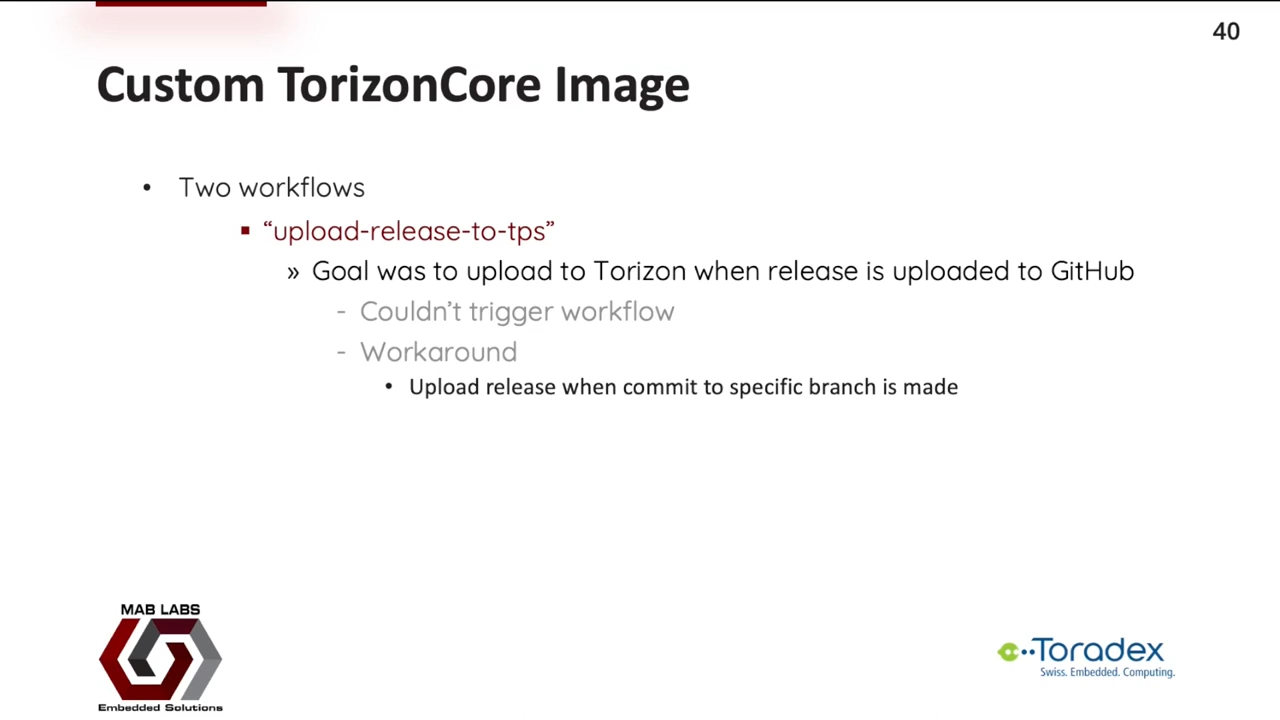 40
Custom TorizonCore Image
• Two workflows
▪ “upload-release-to-tps”
» Goal was to upload to Torizon when release is uploaded to GitHub
- Couldn’t trigger workflow
- Workaround
• Upload release when commit to specific branch is made
MAB LABS
Embedded Solutions
Toradex
Swiss. Embedded. Computing.